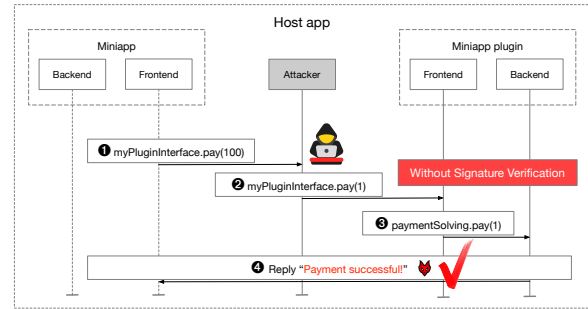 Host app
Miniapp
Miniapp plugin
Backend
Frontend
Attacker
Frontend
Backend
❶ myPluginInterface.pay(100)
Without Signature Verification
❷ myPluginInterface.pay(1)
❸ paymentSolving.pay(1)
❹ Reply “Payment successful!”